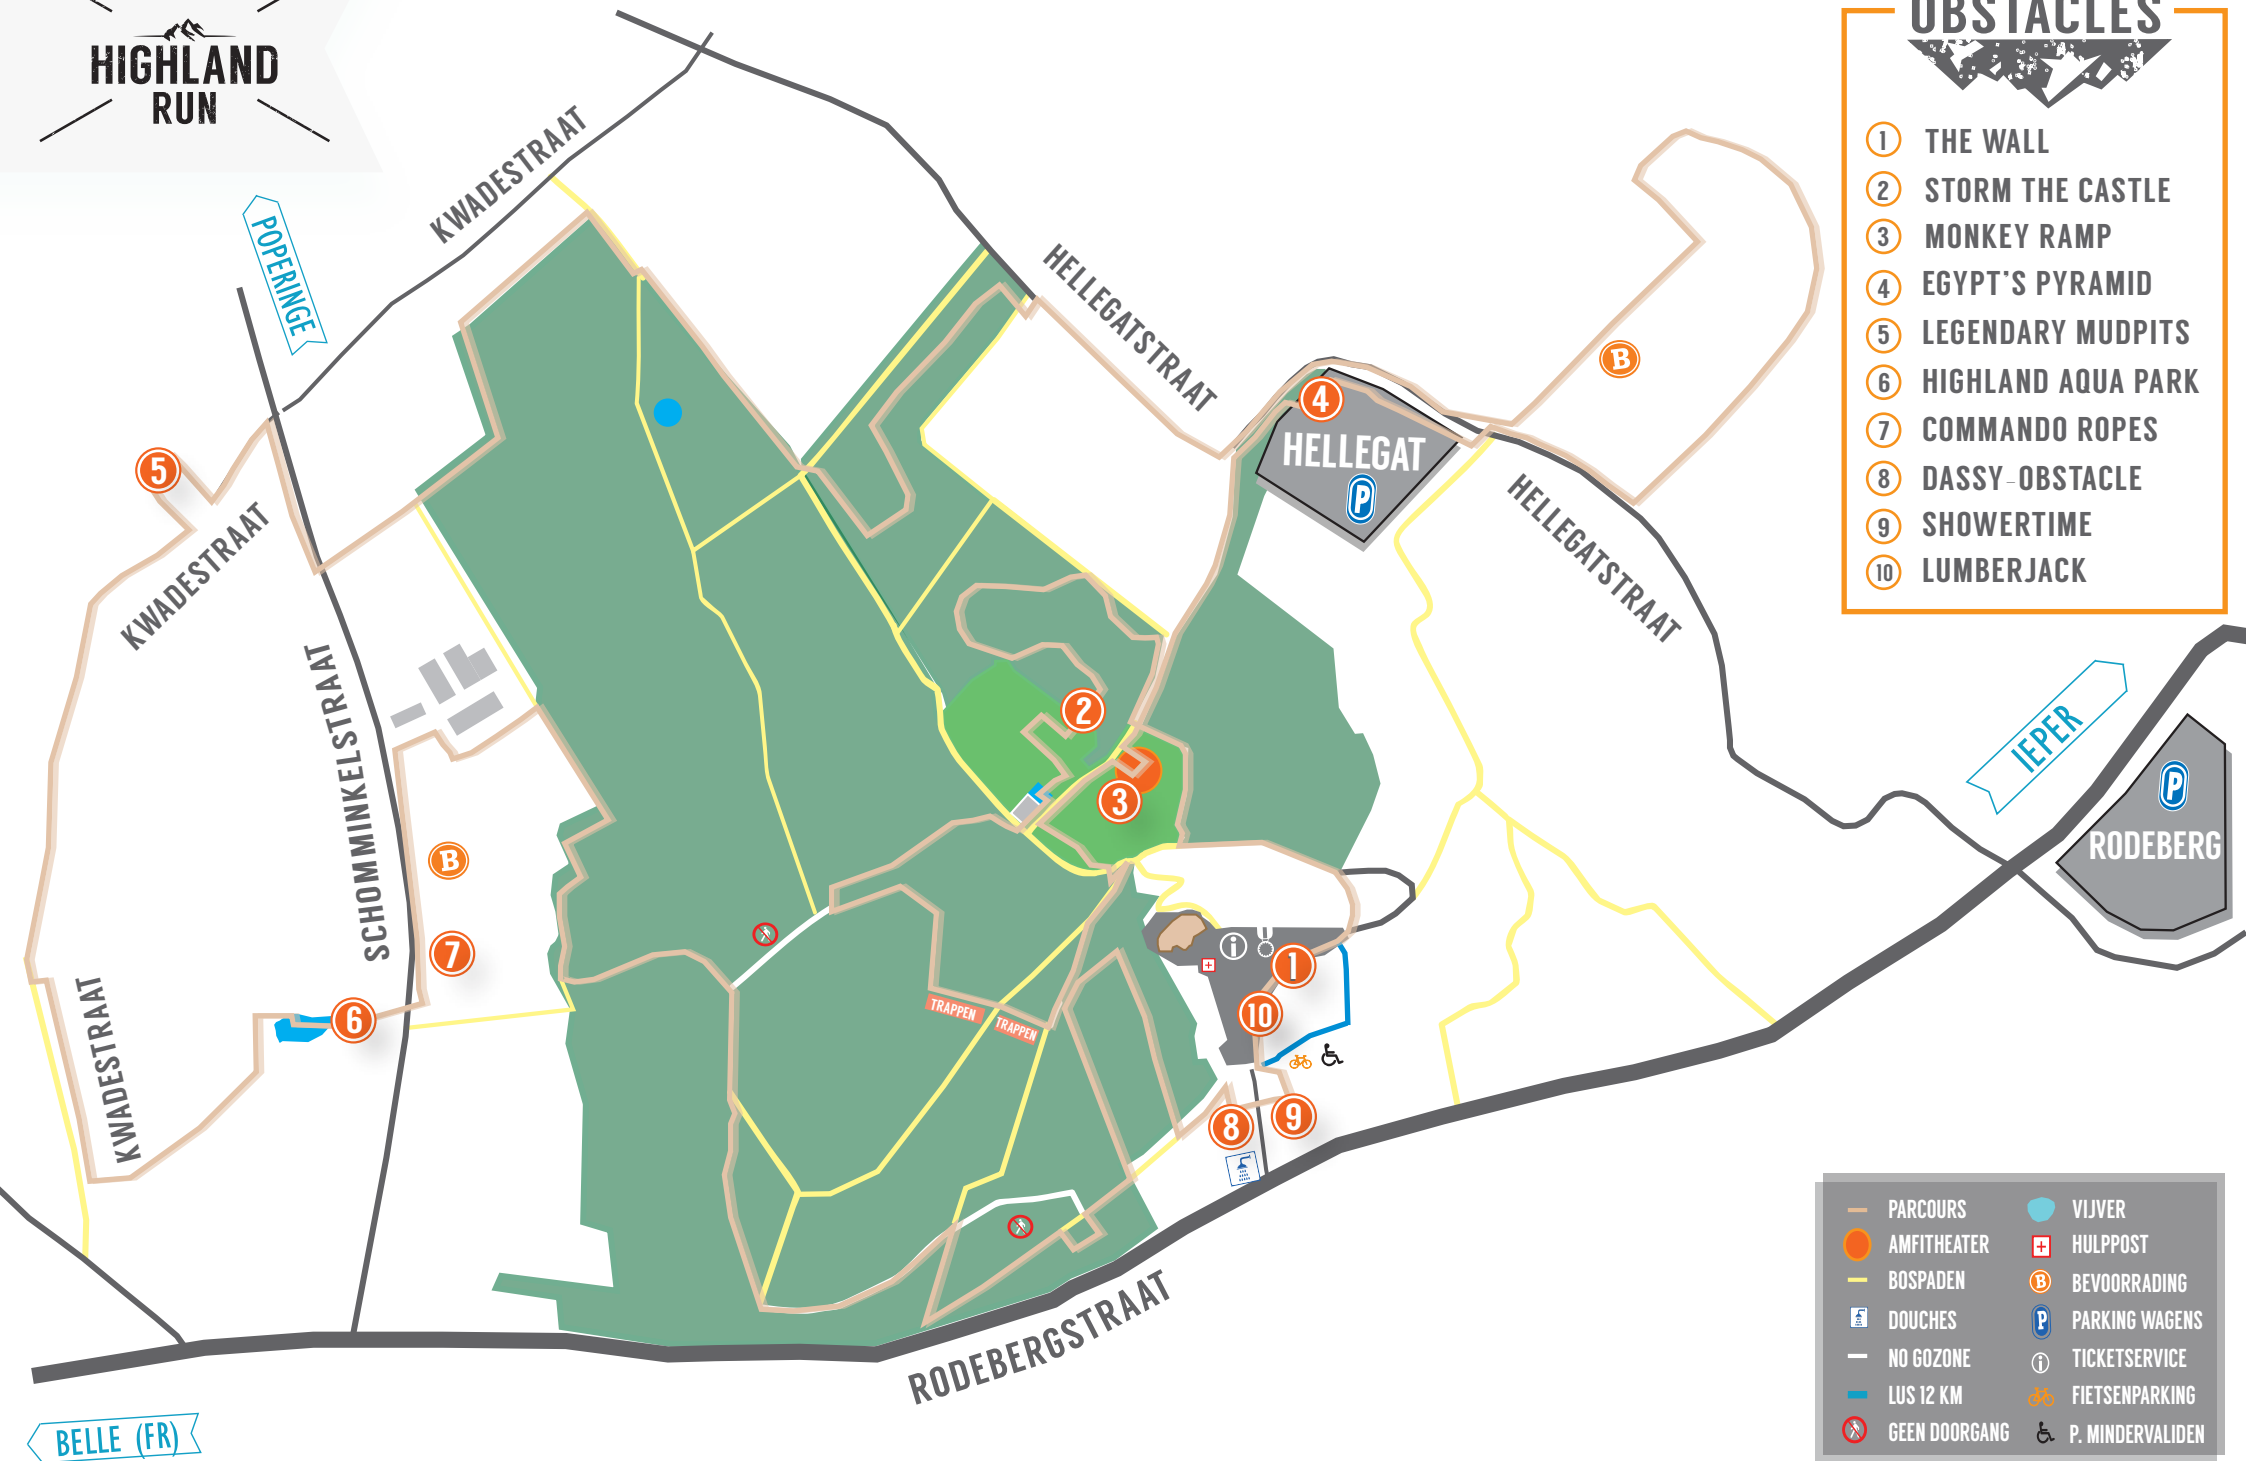 HIGHLAND
RUN
OBSTACLES
1 THE WALL
2 STORM THE CASTLE
3 MONKEY RAMP
4 EGYPT'S PYRAMID
5 LEGENDARY MUDPITS
6 HIGHLAND AQUA PARK
7 COMMANDO ROPES
8 DASSY-OBSTACLE
9 SHOWERTIME
10 LUMBERJACK
KWADESTRAAT
POPERINGE
HELLEGATSTRAAT
B
4
HELLEGAT
P
5
KWADESTRAAT
HELLEGATSTRAAT
SCHOMMINKELSTRAAT
2
3
IEPER
P
RODEBERG
B
7
6
KWADESTRAAT
TRAPPEN
TRAPPEN
i
1
10
8
9
RODEBERGSTRAAT
BELLE (FR)
PARCOURS
AMFITHEATER
BOSPADEN
DOUCHES
NO GOZONE
LUS 12 KM
GEEN DOORGANG
VIJVER
HULPPOST
B BEVOORRADING
P PARKING WAGENS
i TICKETSERVICE
FIETSENPARKING
P. MINDERVALIDEN